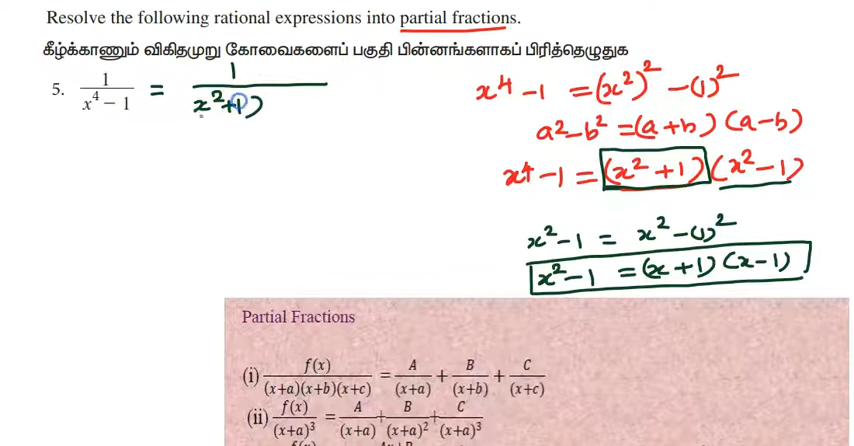 Resolve the following rational expressions into partial fractions.
கீழ்க்காணும் விகிதமுறு கோவைகளைப் பகுதி பின்னங்களாகப் பிரித்தெழுதுக
5. 1/(x⁴ − 1) = 1/(x²+1)
x⁴ − 1 = (x²)² − (1)²
a² − b² = (a + b) (a − b)
x⁴ − 1 = (x² + 1) (x² − 1)
x² − 1 = x² − (1)²
x² − 1 = (x + 1) (x − 1)
Partial Fractions
(i) f(x)/((x+a)(x+b)(x+c)) = A/(x+a) + B/(x+b) + C/(x+c)
(ii) f(x)/(x+a)³ = A/(x+a) + B/(x+a)² + C/(x+a)³